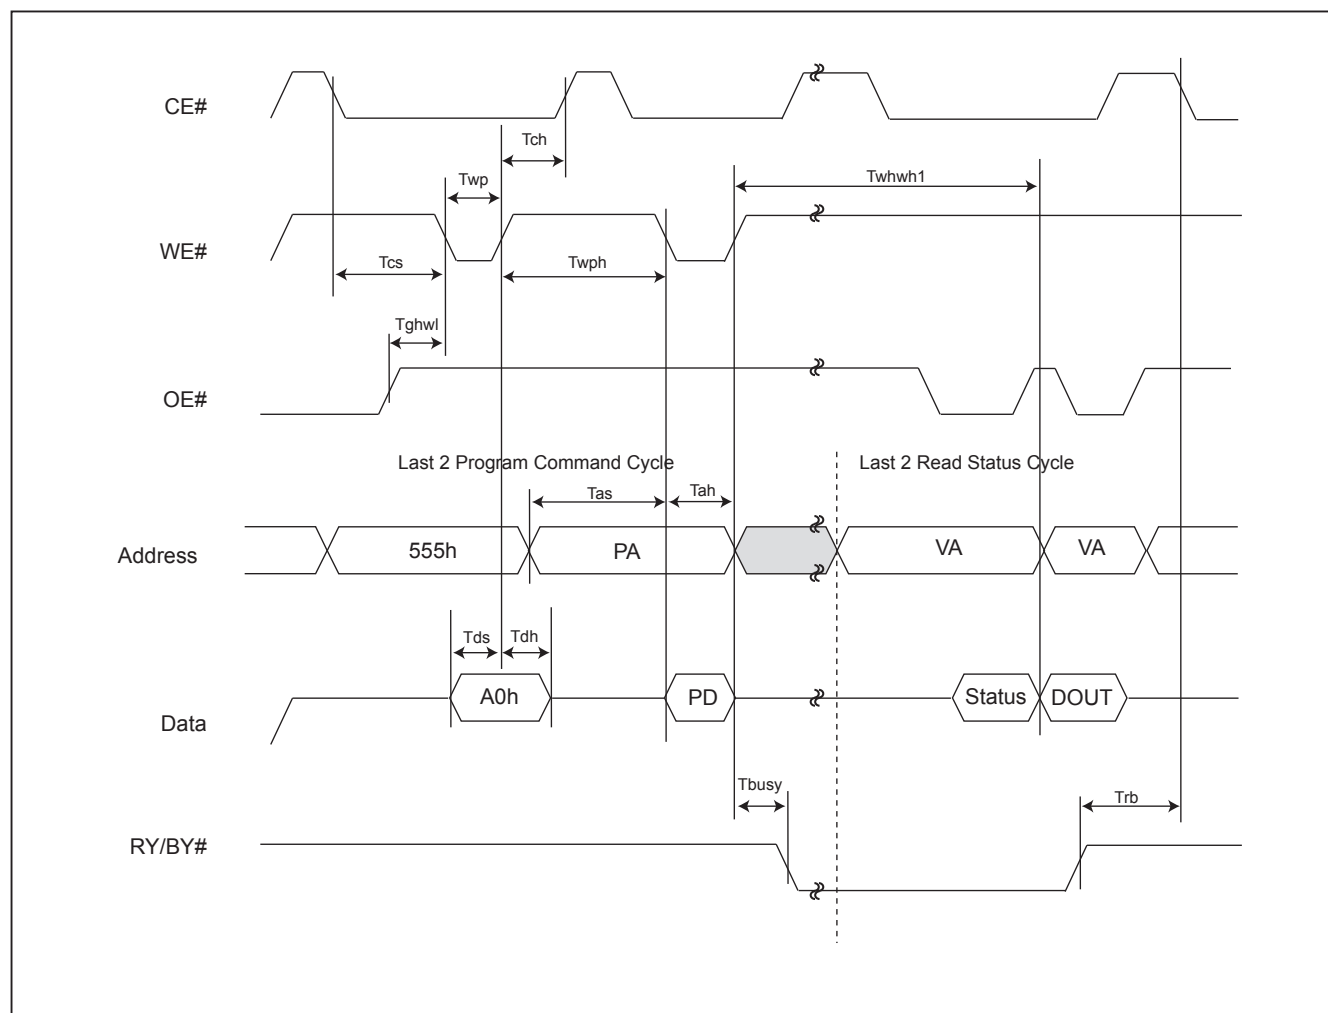 CE#
Tch
Twp
Twhwh1
WE#
Tcs
Twph
Tghwl
OE#
Last 2 Program Command Cycle
Last 2 Read Status Cycle
Tas
Tah
Address
555h
PA
VA
VA
Tds
Tdh
Data
A0h
PD
Status
DOUT
Tbusy
Trb
RY/BY#